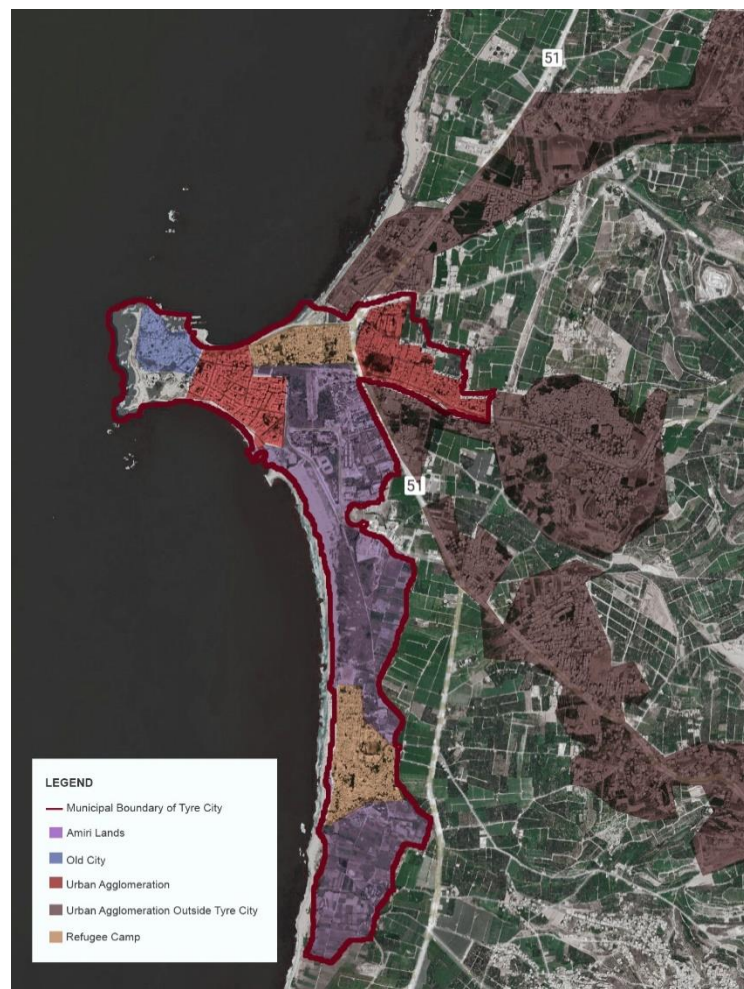 51
51
LEGEND
Municipal Boundary of Tyre City
Amiri Lands
Old City
Urban Agglomeration
Urban Agglomeration Outside Tyre City
Refugee Camp